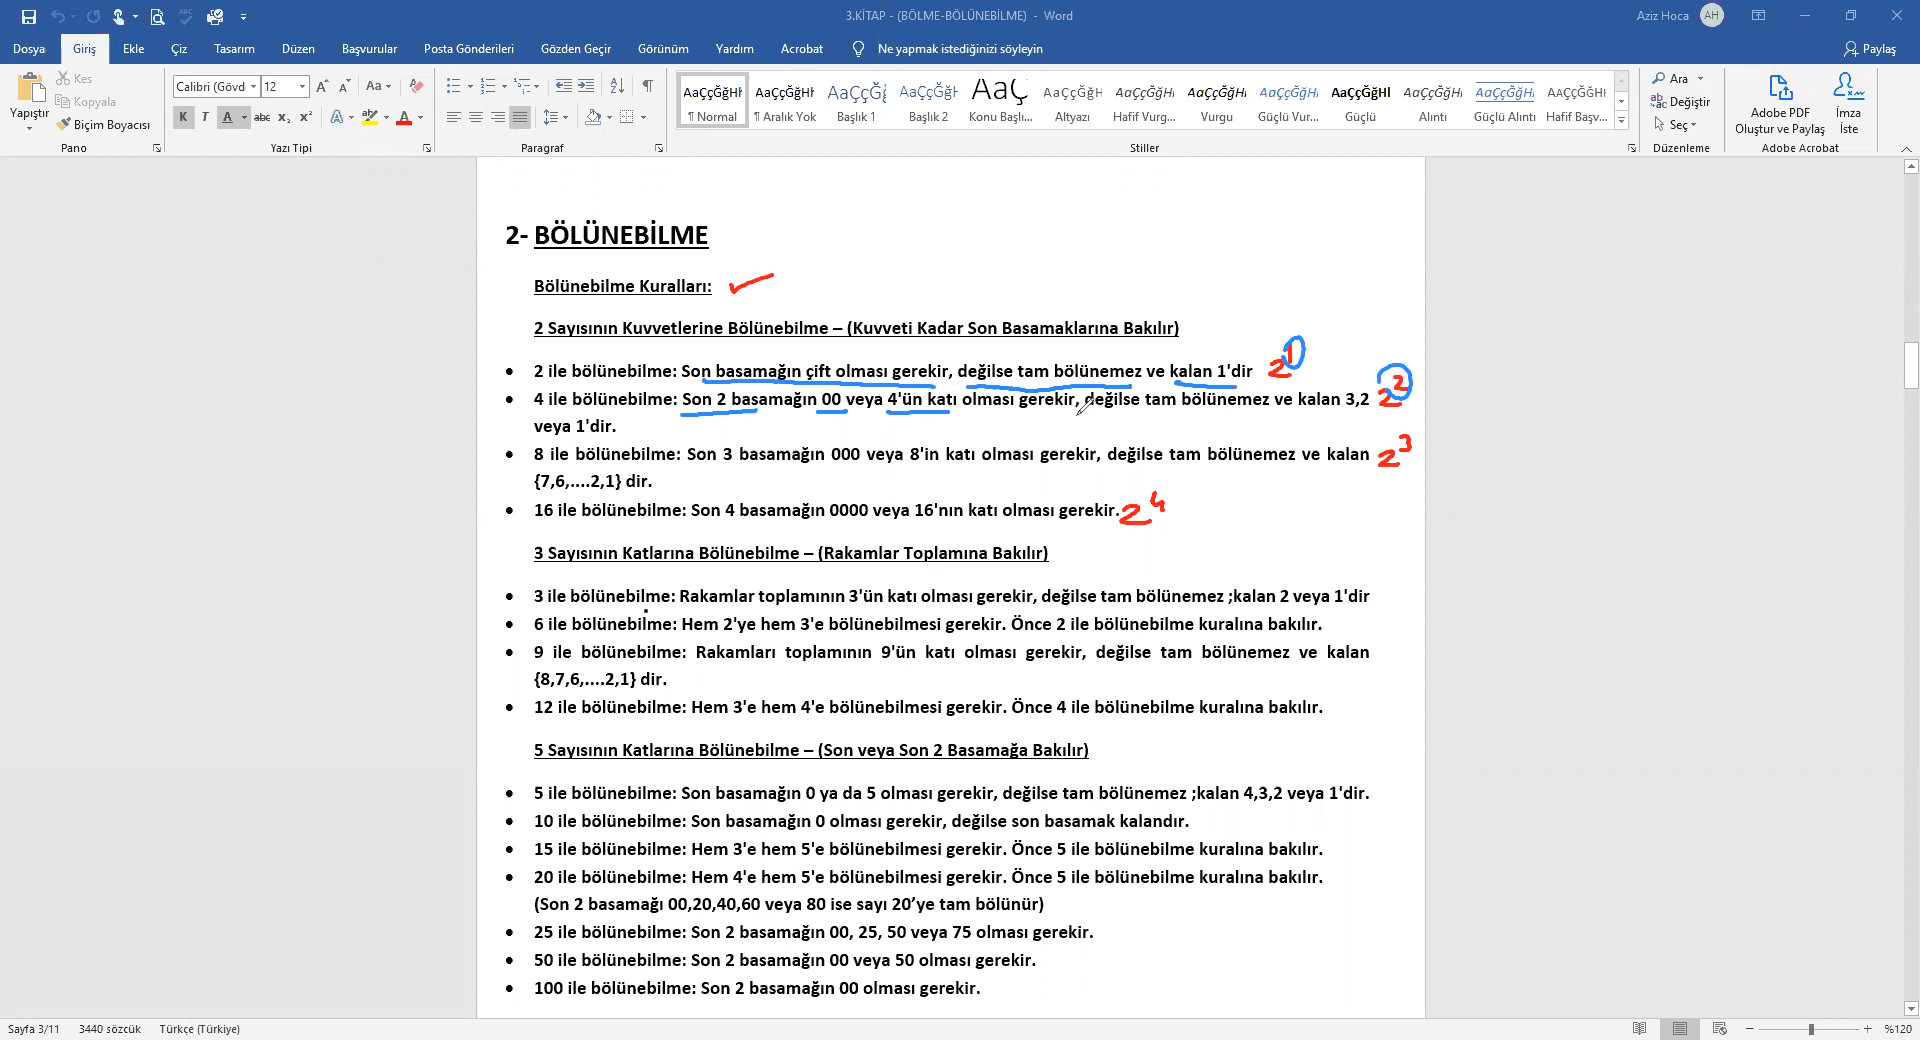 3.KİTAP - (BÖLME-BÖLÜNEBİLME) - Word
Aziz Hoca AH
Dosya Giriş Ekle Çiz Tasarım Düzen Başvurular Posta Gönderileri Gözden Geçir Görünüm Yardım Acrobat Ne yapmak istediğinizi söyleyin Paylaş
Yapıştır
Kes
Kopyala
Biçim Boyacısı
Pano
Calibri (Gövd 12
K T A abc x₂ x² A A
Yazı Tipi
Paragraf
AaÇçĞğHl AaÇçĞğHl AaÇçĞğ AaÇçĞğH AaÇ AaÇçĞğH AaÇçĞğHı AaÇçĞğHı AaÇçĞğHı AaÇçĞğHl AaÇçĞğHı AaÇçĞğHı AaÇçĞğHı
¶ Normal ¶ Aralık Yok Başlık 1 Başlık 2 Konu Başlı... Altyazı Hafif Vurg... Vurgu Güçlü Vur... Güçlü Alıntı Güçlü Alıntı Hafif Başv...
Stiller
Ara
Değiştir
Seç
Düzenleme
Adobe PDF
Oluştur ve Paylaş
İmza
İste
Adobe Acrobat
2- BÖLÜNEBİLME
Bölünebilme Kuralları:
2 Sayısının Kuvvetlerine Bölünebilme – (Kuvveti Kadar Son Basamaklarına Bakılır)
• 2 ile bölünebilme: Son basamağın çift olması gerekir, değilse tam bölünemez ve kalan 1'dir 2¹
• 4 ile bölünebilme: Son 2 basamağın 00 veya 4'ün katı olması gerekir, değilse tam bölünemez ve kalan 3,2 2²
veya 1'dir.
• 8 ile bölünebilme: Son 3 basamağın 000 veya 8'in katı olması gerekir, değilse tam bölünemez ve kalan 2³
{7,6,....2,1} dir.
• 16 ile bölünebilme: Son 4 basamağın 0000 veya 16'nın katı olması gerekir. 2⁴
3 Sayısının Katlarına Bölünebilme – (Rakamlar Toplamına Bakılır)
• 3 ile bölünebilme: Rakamlar toplamının 3'ün katı olması gerekir, değilse tam bölünemez ;kalan 2 veya 1'dir
• 6 ile bölünebilme: Hem 2'ye hem 3'e bölünebilmesi gerekir. Önce 2 ile bölünebilme kuralına bakılır.
• 9 ile bölünebilme: Rakamları toplamının 9'ün katı olması gerekir, değilse tam bölünemez ve kalan
{8,7,6,....2,1} dir.
• 12 ile bölünebilme: Hem 3'e hem 4'e bölünebilmesi gerekir. Önce 4 ile bölünebilme kuralına bakılır.
5 Sayısının Katlarına Bölünebilme – (Son veya Son 2 Basamağa Bakılır)
• 5 ile bölünebilme: Son basamağın 0 ya da 5 olması gerekir, değilse tam bölünemez ;kalan 4,3,2 veya 1'dir.
• 10 ile bölünebilme: Son basamağın 0 olması gerekir, değilse son basamak kalandır.
• 15 ile bölünebilme: Hem 3'e hem 5'e bölünebilmesi gerekir. Önce 5 ile bölünebilme kuralına bakılır.
• 20 ile bölünebilme: Hem 4'e hem 5'e bölünebilmesi gerekir. Önce 5 ile bölünebilme kuralına bakılır.
(Son 2 basamağı 00,20,40,60 veya 80 ise sayı 20’ye tam bölünür)
• 25 ile bölünebilme: Son 2 basamağın 00, 25, 50 veya 75 olması gerekir.
• 50 ile bölünebilme: Son 2 basamağın 00 veya 50 olması gerekir.
• 100 ile bölünebilme: Son 2 basamağın 00 olması gerekir.
Sayfa 3/11 3440 sözcük Türkçe (Türkiye) %120